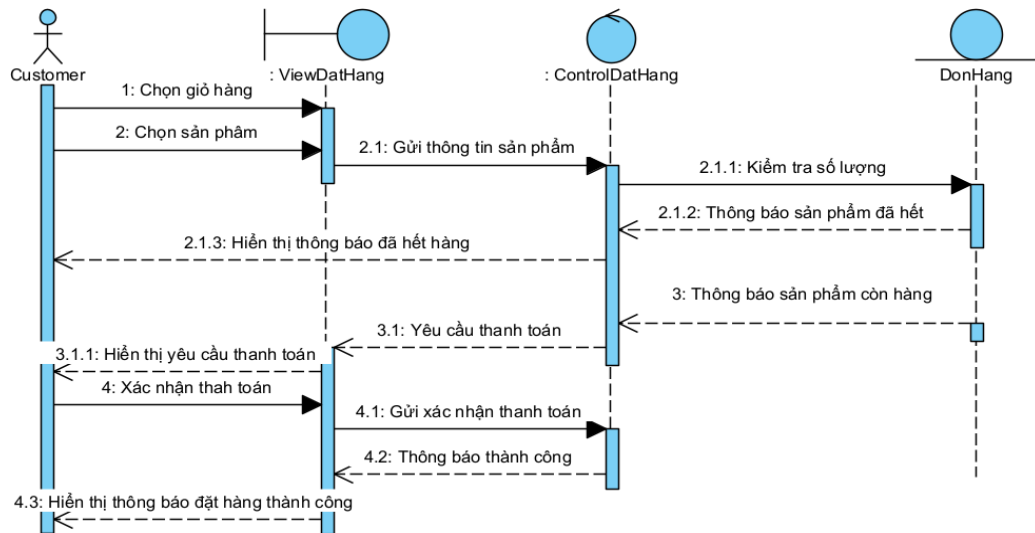 Customer
: ViewDatHang
: ControlDatHang
DonHang
1: Chọn giỏ hàng
2: Chọn sản phâm
2.1: Gửi thông tin sản phẩm
2.1.1: Kiểm tra số lượng
2.1.2: Thông báo sản phẩm đã hết
2.1.3: Hiển thị thông báo đã hết hàng
3: Thông báo sản phẩm còn hàng
3.1: Yêu cầu thanh toán
3.1.1: Hiển thị yêu cầu thanh toán
4: Xác nhận thah toán
4.1: Gửi xác nhận thanh toán
4.2: Thông báo thành công
4.3: Hiển thị thông báo đặt hàng thành công